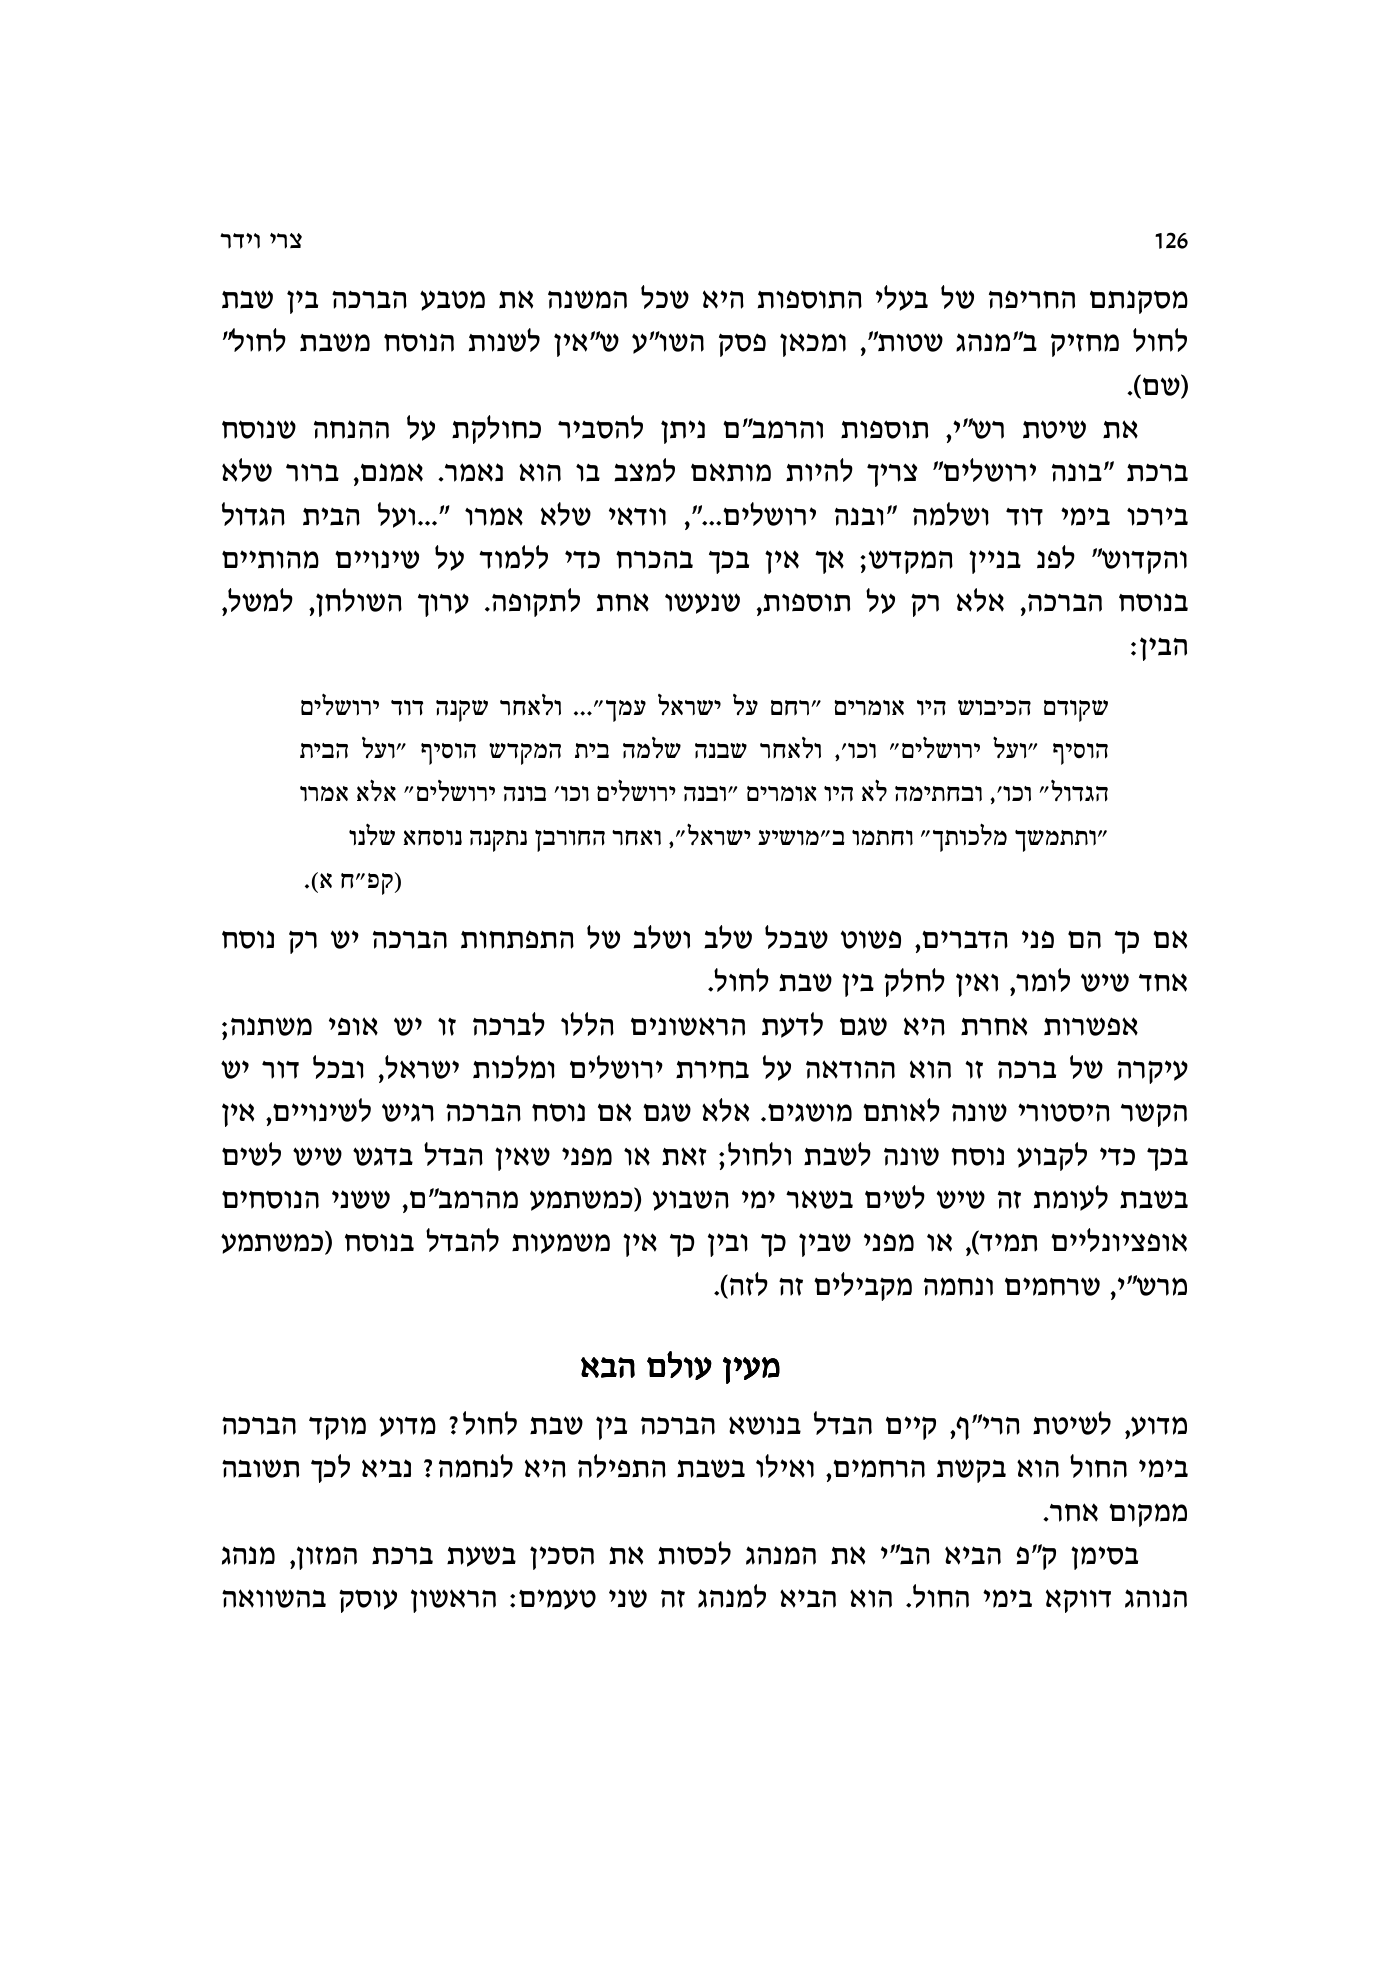 126
צרי וידר
מסקנתם החריפה של בעלי התוספות היא שכל המשנה את מטבע הברכה בין שבת
לחול מחזיק ב"מנהג שטות", ומכאן פסק השו"ע ש"אין לשנות הנוסח משבת לחול"
(שם).
את שיטת רש"י, תוספות והרמב"ם ניתן להסביר כחולקת על ההנחה שנוסח
ברכת "בונה ירושלים" צריך להיות מותאם למצב בו הוא נאמר. אמנם, ברור שלא
בירכו בימי דוד ושלמה "ובנה ירושלים...", וודאי שלא אמרו "...ועל הבית הגדול
והקדוש" לפנ בניין המקדש; אך אין בכך בהכרח כדי ללמוד על שינויים מהותיים
בנוסח הברכה, אלא רק על תוספות, שנעשו אחת לתקופה. ערוך השולחן, למשל,
הבין:
שקודם הכיבוש היו אומרים "רחם על ישראל עמך"... ולאחר שקנה דוד ירושלים
הוסיף "ועל ירושלים" וכו', ולאחר שבנה שלמה בית המקדש הוסיף "ועל הבית
הגדול" וכו', ובחתימה לא היו אומרים "ובנה ירושלים וכו' בונה ירושלים" אלא אמרו
"ותתמשך מלכותך" וחתמו ב"מושיע ישראל", ואחר החורבן נתקנה נוסחא שלנו
(קפ"ח א).
אם כך הם פני הדברים, פשוט שבכל שלב ושלב של התפתחות הברכה יש רק נוסח
אחד שיש לומר, ואין לחלק בין שבת לחול.
אפשרות אחרת היא שגם לדעת הראשונים הללו לברכה זו יש אופי משתנה;
עיקרה של ברכה זו הוא ההודאה על בחירת ירושלים ומלכות ישראל, ובכל דור יש
הקשר היסטורי שונה לאותם מושגים. אלא שגם אם נוסח הברכה רגיש לשינויים, אין
בכך כדי לקבוע נוסח שונה לשבת ולחול; זאת או מפני שאין הבדל בדגש שיש לשים
בשבת לעומת זה שיש לשים בשאר ימי השבוע (כמשתמע מהרמב"ם, ששני הנוסחים
אופציונליים תמיד), או מפני שבין כך ובין כך אין משמעות להבדל בנוסח (כמשתמע
מרש"י, שרחמים ונחמה מקבילים זה לזה).
מעין עולם הבא
מדוע, לשיטת הרי"ף, קיים הבדל בנושא הברכה בין שבת לחול? מדוע מוקד הברכה
בימי החול הוא בקשת הרחמים, ואילו בשבת התפילה היא לנחמה? נביא לכך תשובה
ממקום אחר.
בסימן ק"פ הביא הב"י את המנהג לכסות את הסכין בשעת ברכת המזון, מנהג
הנוהג דווקא בימי החול. הוא הביא למנהג זה שני טעמים: הראשון עוסק בהשוואה